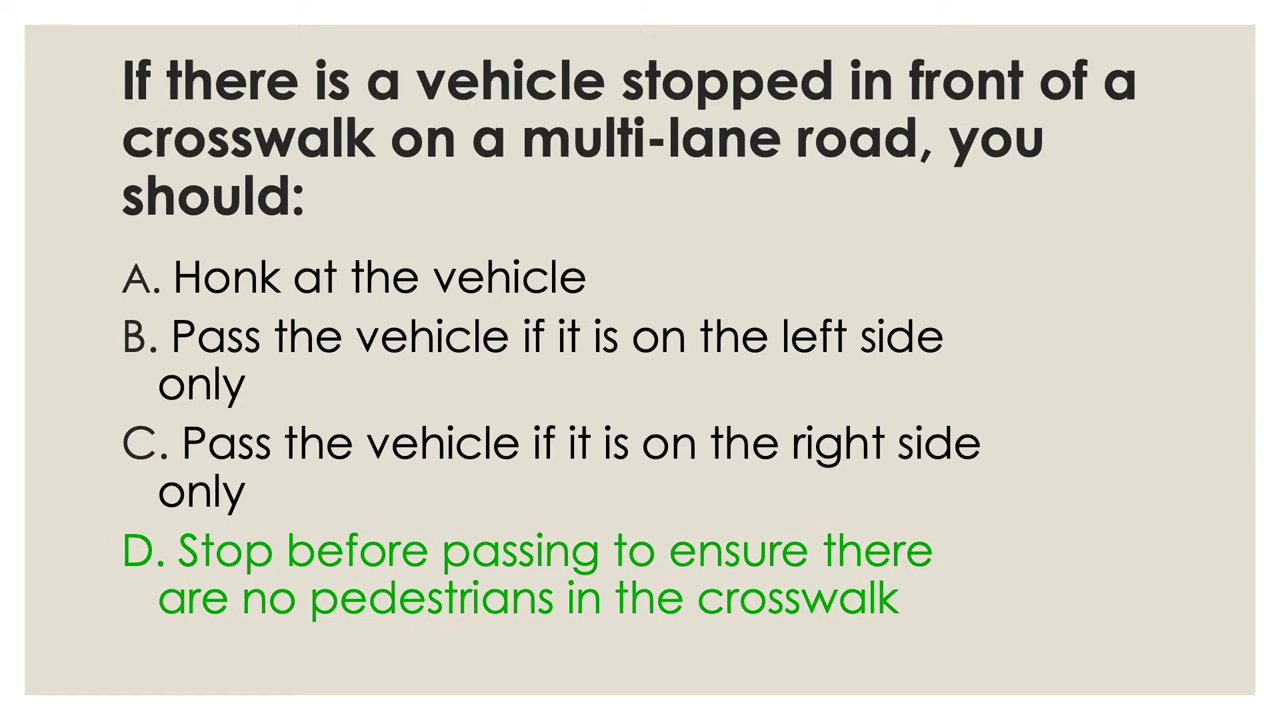 If there is a vehicle stopped in front of a
crosswalk on a multi-lane road, you
should:
A. Honk at the vehicle
B. Pass the vehicle if it is on the left side
only
C. Pass the vehicle if it is on the right side
only
D. Stop before passing to ensure there
are no pedestrians in the crosswalk